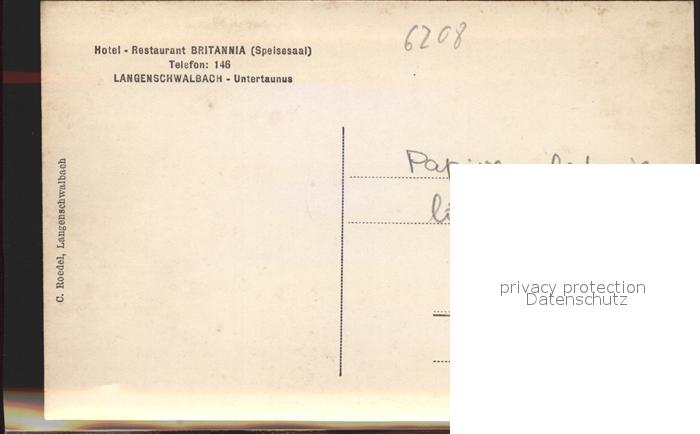 Hotel - Restaurant BRITANNIA (Speisesaal)
Telefon: 146
LANGENSCHWALBACH - Untertaunus
6208
C. Roedel, Langenschwalbach
privacy protection
Datenschutz